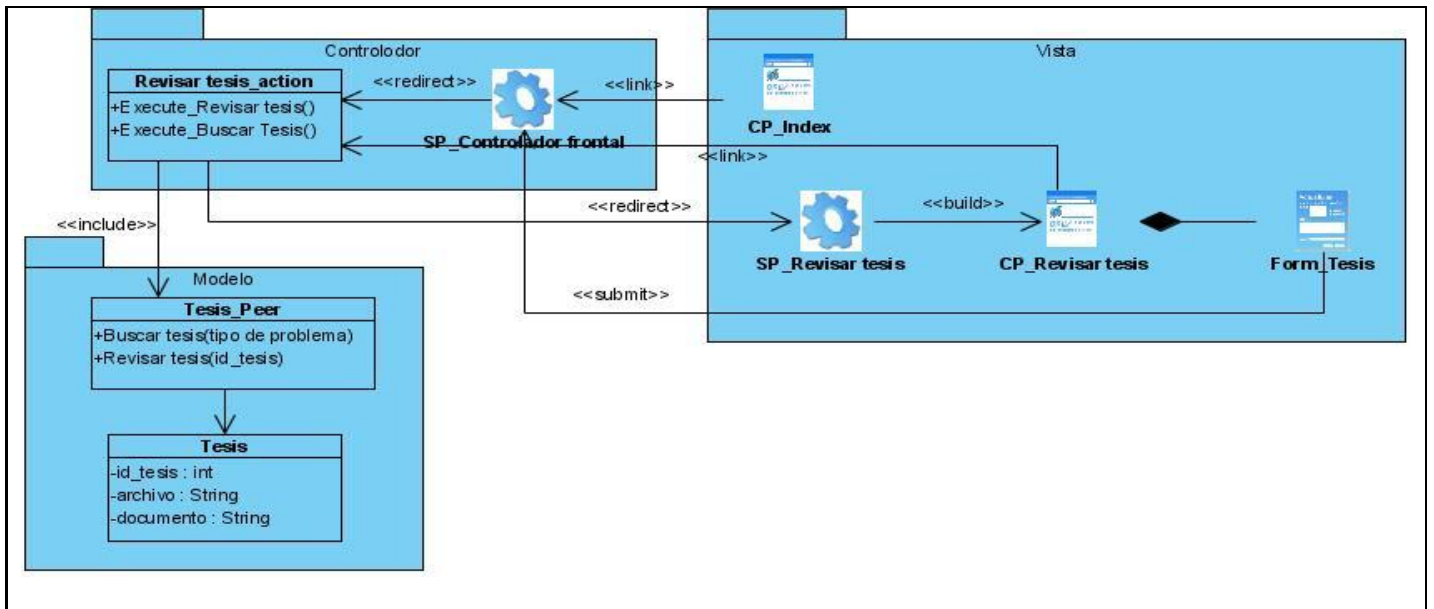 Controlodor
Revisar tesis_action
+Execute_Revisar tesis()
+Execute_Buscar Tesis()
<<redirect>>
SP_Controlador frontal
<<link>>
Vista
CP_Index
<<link>>
<<redirect>>
SP_Revisar tesis
<<build>>
CP_Revisar tesis
Form_Tesis
<<submit>>
<<include>>
Modelo
Tesis_Peer
+Buscar tesis(tipo de problema)
+Revisar tesis(id_tesis)
Tesis
-id_tesis : int
-archivo : String
-documento : String